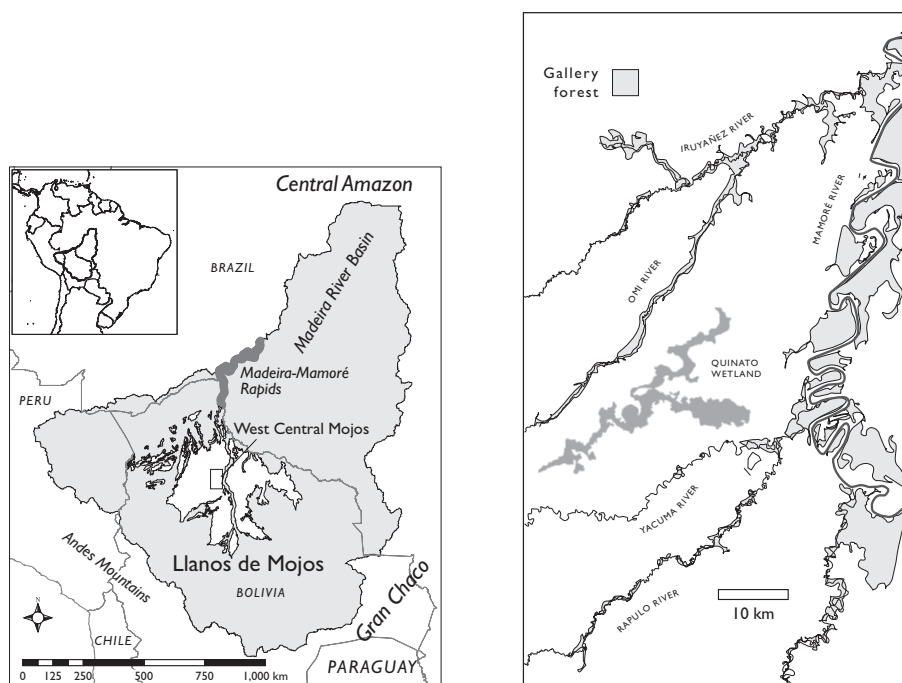 Central Amazon
BRAZIL
Madeira River Basin
Madeira-Mamoré
Rapids
PERU
West Central Mojos
Andes Mountains
Llanos de Mojos
BOLIVIA
Gran Chaco
CHILE
PARAGUAY
0 125 250 500 750 1,000 km
Gallery
forest
IRUYAÑEZ RIVER
MAMORÉ RIVER
OMI RIVER
QUINATO
WETLAND
YACUMA RIVER
RAPULO RIVER
10 km